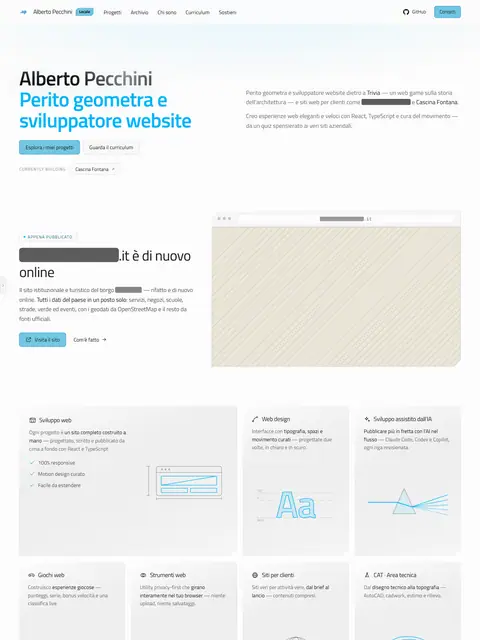 Alberto Pecchini Locale Progetti Archivio Chi sono Curriculum Sostieni GitHub Contatti
Alberto Pecchini
Perito geometra e
sviluppatore website
Perito geometra e sviluppatore website dietro a Trivia — un web game sulla storia
dell'architettura — e siti web per clienti come e Cascina Fontana.
Creo esperienze web eleganti e veloci con React, TypeScript e cura del movimento —
da un quiz spensierato ai veri siti aziendali.
Esplora i miei progetti Guarda il curriculum
CURRENTLY BUILDING Cascina Fontana
APPENA PUBBLICATO
.it è di nuovo
online
Il sito istituzionale e turistico del borgo — rifatto e di nuovo
online. Tutti i dati del paese in un posto solo: servizi, negozi, scuole,
strade, verde ed eventi, con i geodati da OpenStreetMap e il resto da
fonti ufficiali.
Visita il sito Com'è fatto →
.it
Sviluppo web
Ogni progetto è un sito completo costruito a
mano — progettato, scritto e pubblicato da
cima a fondo con React e TypeScript
100% responsive
Motion design curato
Facile da estendere
Web design
Interfacce con tipografia, spazi e
movimento curati — progettate due
volte, in chiaro e in scuro.
Aa
Sviluppo assistito dall'IA
Pubblicare più in fretta con l'AI nel
flusso — Claude Code, Codex e Copilot,
ogni riga revisionata.
Giochi web
Costruisco esperienze giocose —
punteggi, serie, bonus velocità e una
classifica live.
Strumenti web
Utility privacy-first che girano
interamente nel tuo browser — niente
upload, niente salvataggi.
Siti per clienti
Siti veri per attività vere, dal brief al
lancio — contenuti compresi.
CAT · Area tecnica
Dal disegno tecnico alla topografia —
AutoCAD, cantiere, estimo e rilievo.